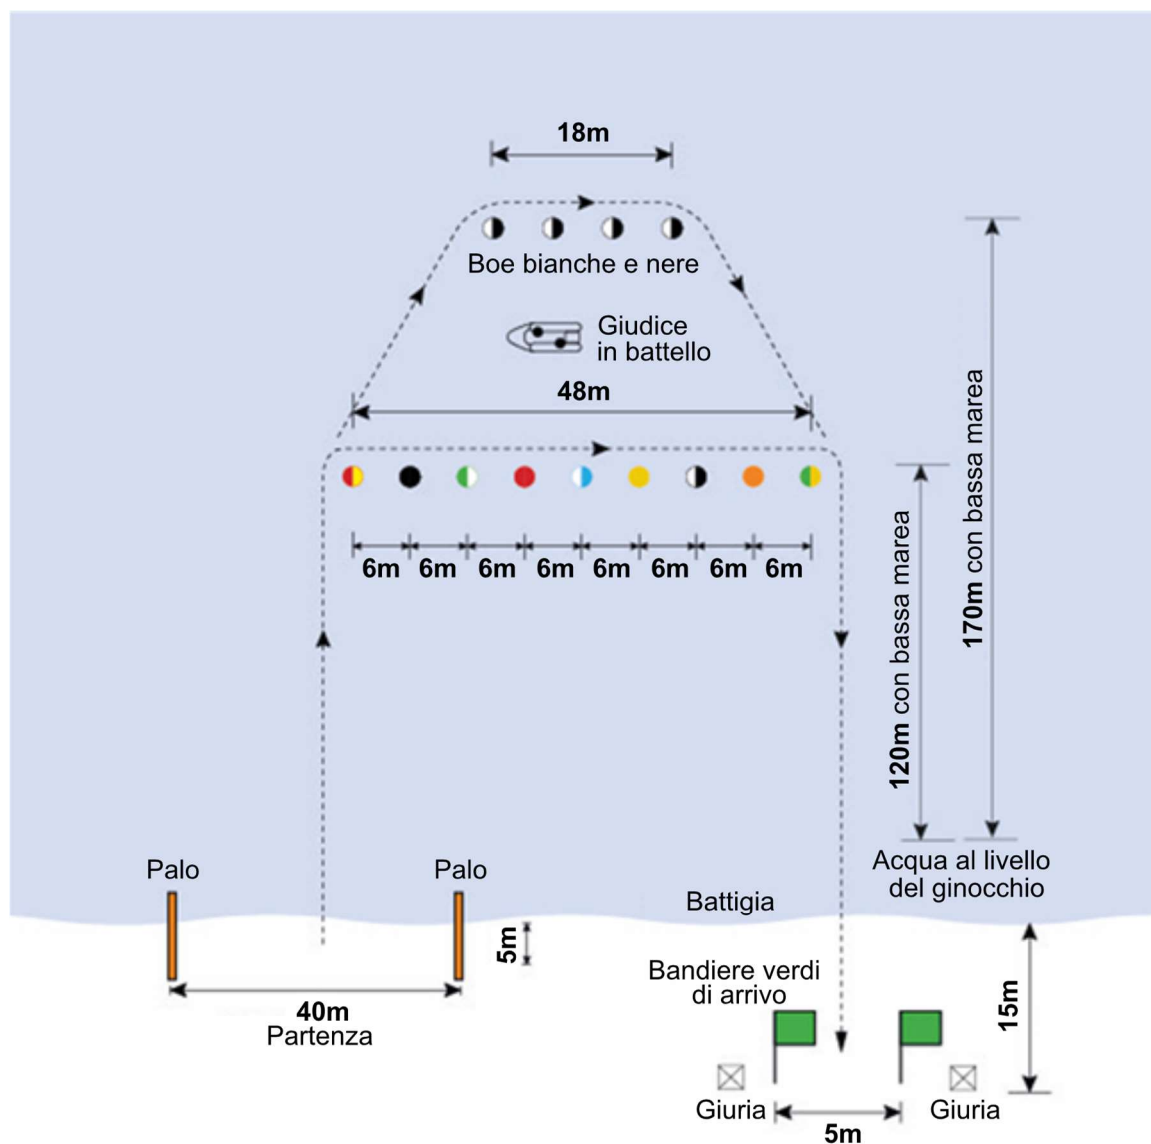 18m
Boe bianche e nere
Giudice
in battello
48m
6m 6m 6m 6m 6m 6m 6m 6m
170m con bassa marea
120m con bassa marea
Acqua al livello
del ginocchio
Palo
Palo
Battigia
5m
40m
Partenza
Bandiere verdi
di arrivo
15m
Giuria
Giuria
5m